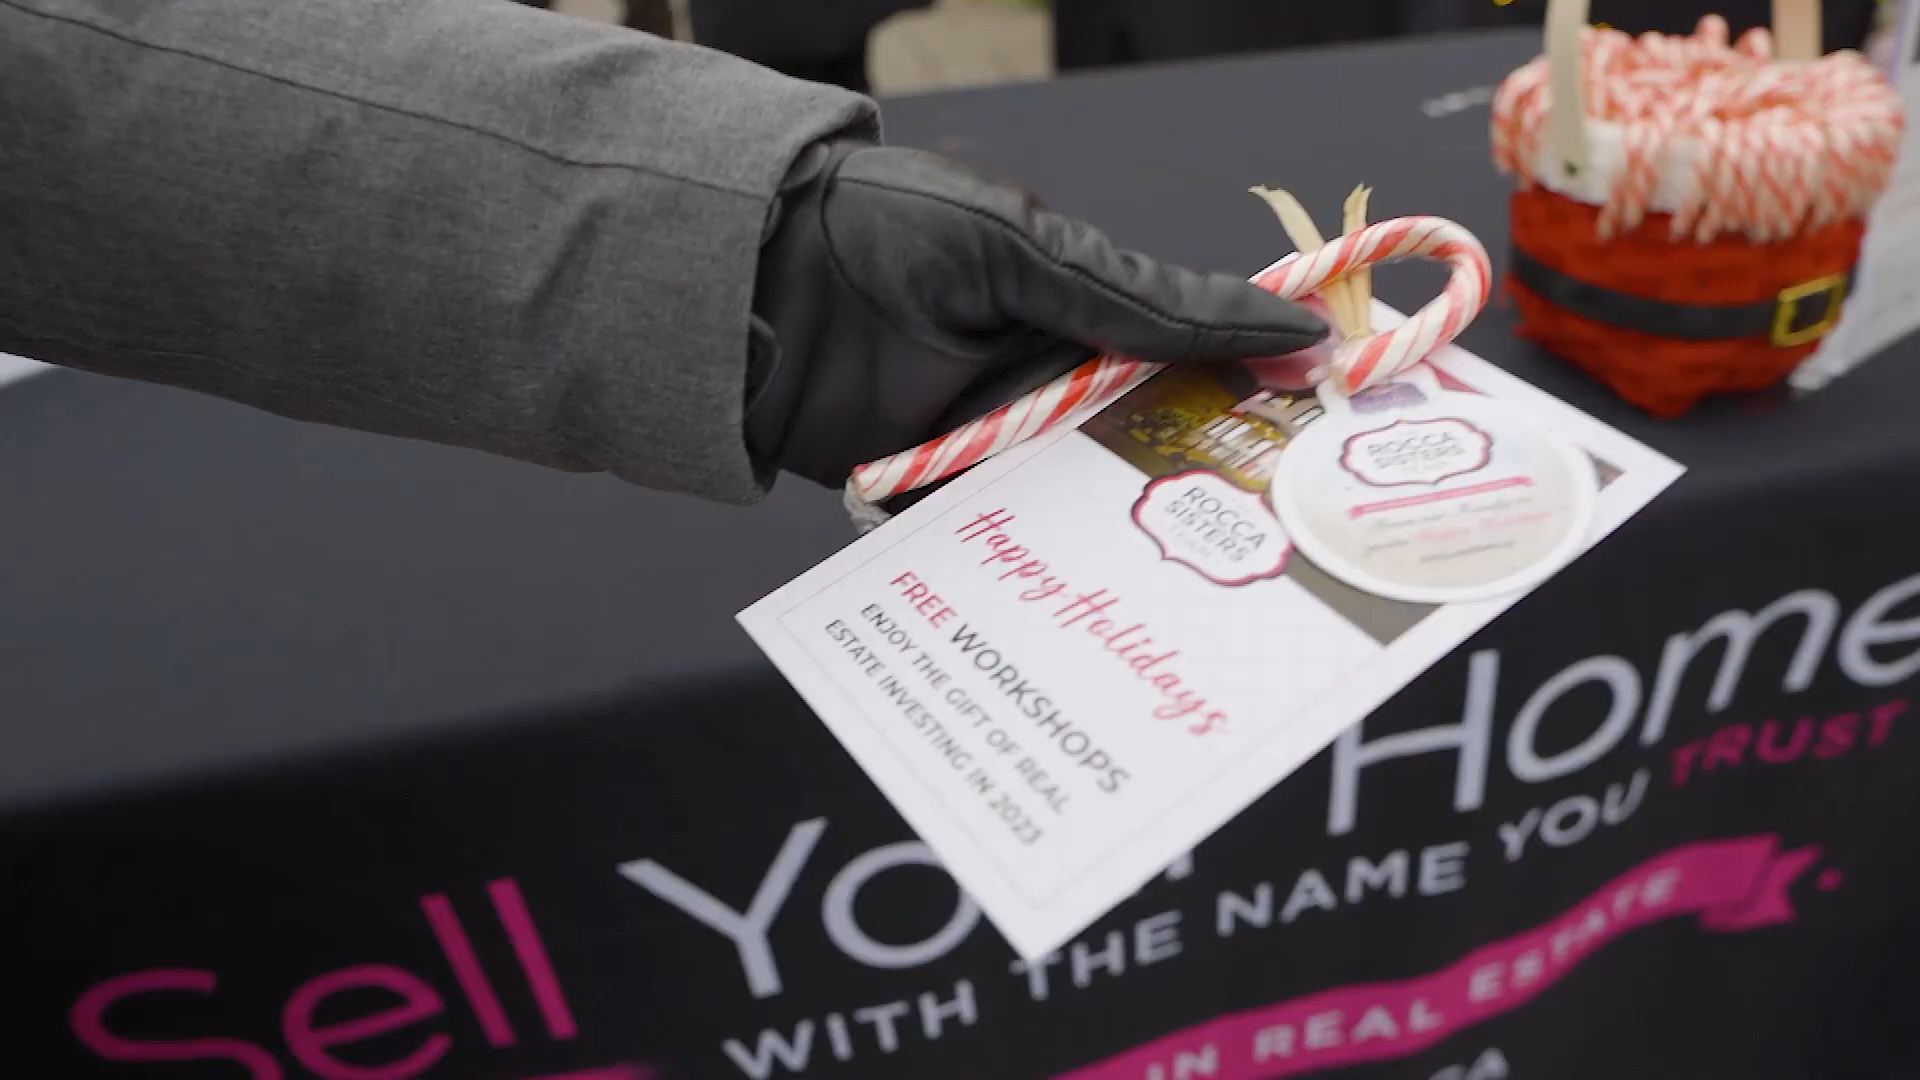 ROCCA
SISTERS
TEAM
ROCCA
SISTERS
Happy Holidays
FREE WORKSHOPS
ENJOY THE GIFT OF REAL
ESTATE INVESTING IN 2023
Sell Your Home
WITH THE NAME YOU TRUST
IN REAL ESTATE